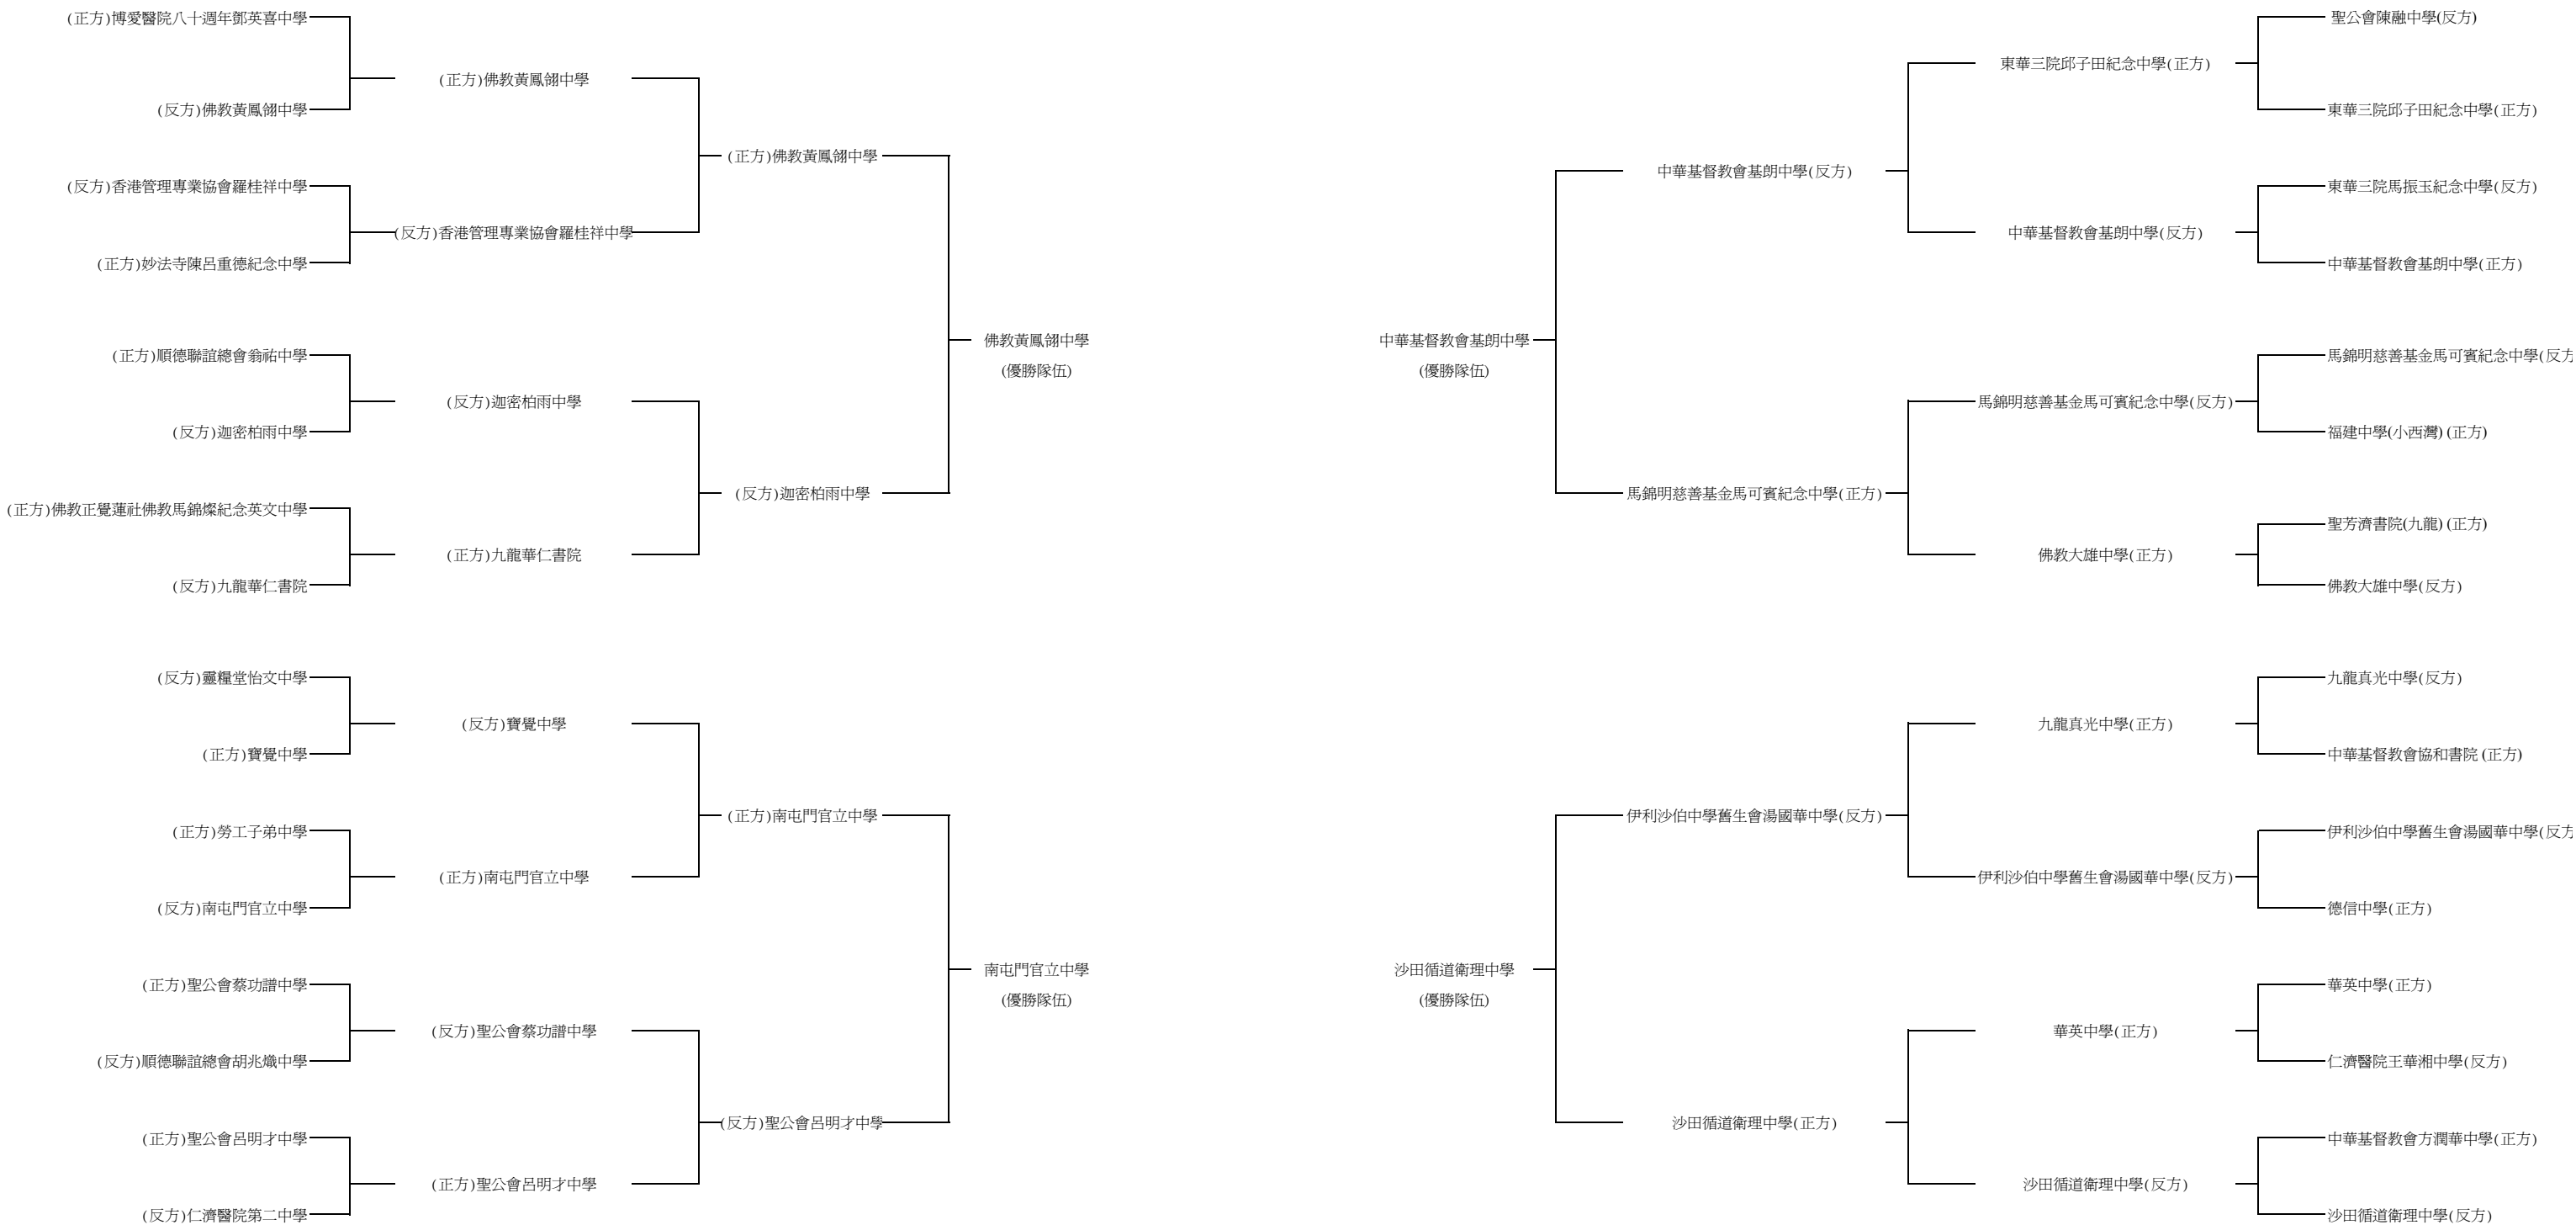 (正方)博愛醫院八十週年鄧英喜中學
(正方)佛教黃鳳翎中學
(反方)佛教黃鳳翎中學
(正方)佛教黃鳳翎中學
(反方)香港管理專業協會羅桂祥中學
(反方)香港管理專業協會羅桂祥中學
(正方)妙法寺陳呂重德紀念中學
佛教黃鳳翎中學
(優勝隊伍)
(正方)順德聯誼總會翁祐中學
(反方)迦密柏雨中學
(反方)迦密柏雨中學
(反方)迦密柏雨中學
(正方)佛教正覺蓮社佛教馬錦燦紀念英文中學
(正方)九龍華仁書院
(反方)九龍華仁書院
(反方)靈糧堂怡文中學
(反方)寶覺中學
(正方)寶覺中學
(正方)南屯門官立中學
(正方)勞工子弟中學
(正方)南屯門官立中學
(反方)南屯門官立中學
南屯門官立中學
(優勝隊伍)
(正方)聖公會蔡功譜中學
(反方)聖公會蔡功譜中學
(反方)順德聯誼總會胡兆熾中學
(反方)聖公會呂明才中學
(正方)聖公會呂明才中學
(正方)聖公會呂明才中學
(反方)仁濟醫院第二中學
聖公會陳融中學(反方)
東華三院邱子田紀念中學(正方)
東華三院邱子田紀念中學(正方)
中華基督教會基朗中學(反方)
東華三院馬振玉紀念中學(反方)
中華基督教會基朗中學(反方)
中華基督教會基朗中學(正方)
中華基督教會基朗中學
(優勝隊伍)
馬錦明慈善基金馬可賓紀念中學(反方
馬錦明慈善基金馬可賓紀念中學(反方)
福建中學(小西灣) (正方)
馬錦明慈善基金馬可賓紀念中學(正方)
聖芳濟書院(九龍) (正方)
佛教大雄中學(正方)
佛教大雄中學(反方)
九龍真光中學(反方)
九龍真光中學(正方)
中華基督教會協和書院 (正方)
伊利沙伯中學舊生會湯國華中學(反方)
伊利沙伯中學舊生會湯國華中學(反方
伊利沙伯中學舊生會湯國華中學(反方)
德信中學(正方)
沙田循道衛理中學
(優勝隊伍)
華英中學(正方)
華英中學(正方)
仁濟醫院王華湘中學(反方)
沙田循道衛理中學(正方)
中華基督教會方潤華中學(正方)
沙田循道衛理中學(反方)
沙田循道衛理中學(反方)